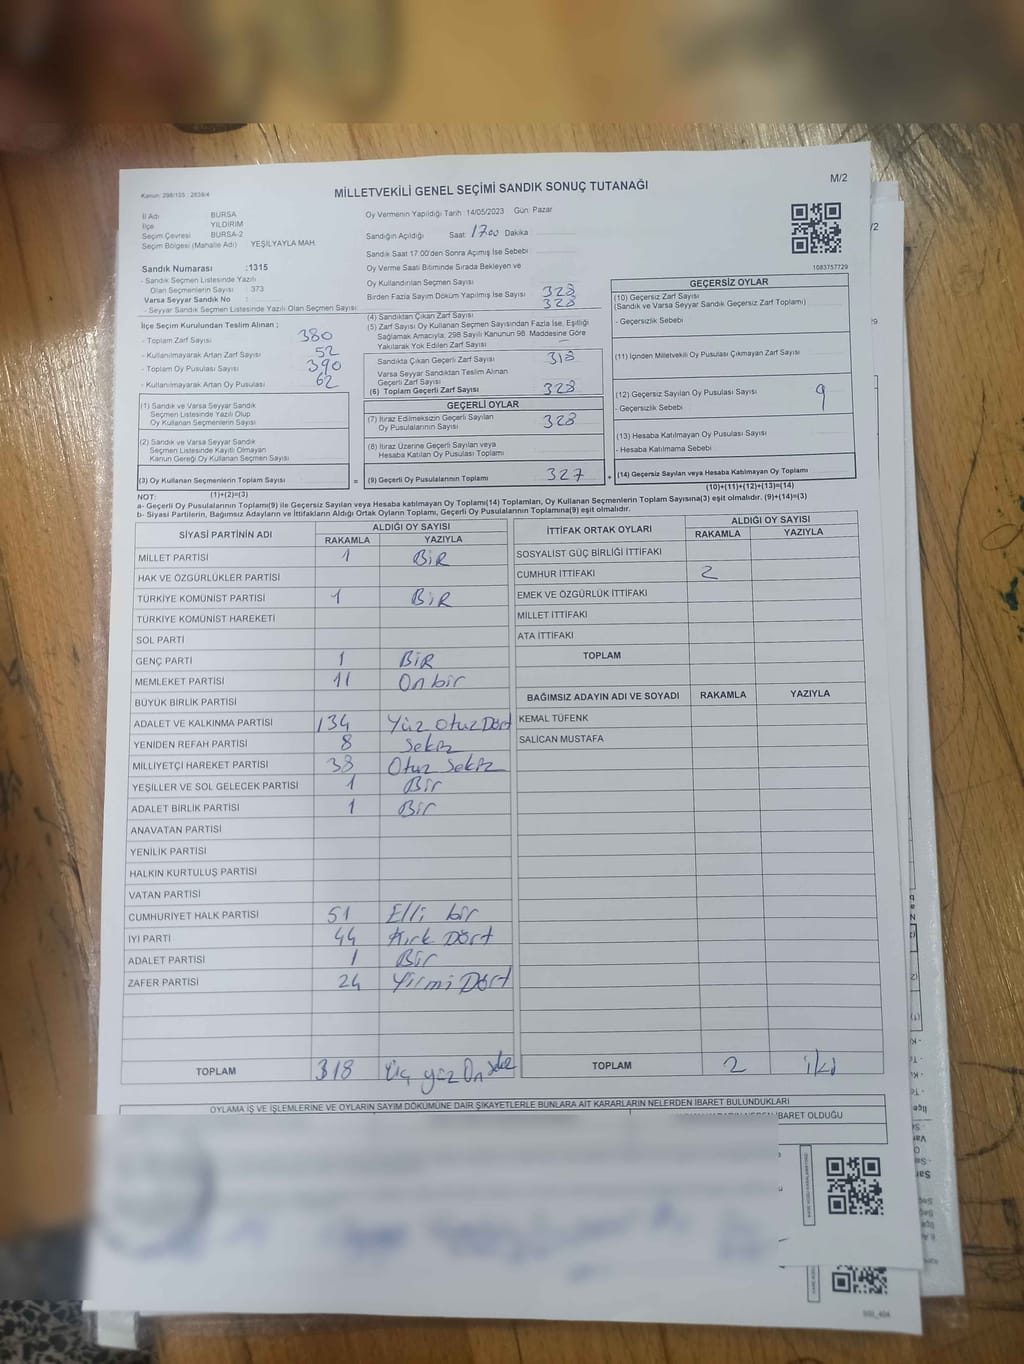 Kanun: 298/105 : 2839/4
MİLLETVEKİLİ GENEL SEÇİMİ SANDIK SONUÇ TUTANAĞI
M/2
İl Adı BURSA
İlçe YILDIRIM
Seçim Çevresi BURSA-2
Seçim Bölgesi (Mahalle Adı) YEŞİLYAYLA MAH.
Oy Vermenin Yapıldığı Tarih :14/05/2023 Gün: Pazar
Sandığın Açıldığı Saat: 17.00 Dakika
Sandık Saat 17.00'den Sonra Açılmış İse Sebebi
Oy Verme Saati Bitiminde Sırada Bekleyen ve
Oy Kullandırılan Seçmen Sayısı 328
Birden Fazla Sayım Döküm Yapılmış İse Sayısı 328
1083757729
Sandık Numarası :1315
- Sandık Seçmen Listesinde Yazılı
Olan Seçmenlerin Sayısı : 373
Varsa Seyyar Sandık No :
- Seyyar Sandık Seçmen Listesinde Yazılı Olan Seçmen Sayısı:
İlçe Seçim Kurulundan Teslim Alınan ;
- Toplam Zarf Sayısı 380
- Kullanılmayarak Artan Zarf Sayısı 52
- Toplam Oy Pusulası Sayısı 390
- Kullanılmayarak Artan Oy Pusulası 62
(1) Sandık ve Varsa Seyyar Sandık
Seçmen Listesinde Yazılı Olup
Oy Kullanan Seçmenlerin Sayısı
(2) Sandık ve Varsa Seyyar Sandık
Seçmen Listesinde Kayıtlı Olmayan
Kanun Gereği Oy Kullanan Seçmen Sayısı
(3) Oy Kullanan Seçmenlerin Toplam Sayısı
(1)+(2)=(3)
(4) Sandıktan Çıkan Zarf Sayısı
(5) Zarf Sayısı Oy Kullanan Seçmen Sayısından Fazla İse, Eşitliği
Sağlamak Amacıyla; 298 Sayılı Kanunun 98. Maddesine Göre
Yakılarak Yok Edilen Zarf Sayısı
Sandıkta Çıkan Geçerli Zarf Sayısı 318
Varsa Seyyar Sandıktan Teslim Alınan
Geçerli Zarf Sayısı
(6) Toplam Geçerli Zarf Sayısı 328
GEÇERLİ OYLAR
(7) İtiraz Edilmeksizin Geçerli Sayılan
Oy Pusulalarının Sayısı 328
(8) İtiraz Üzerine Geçerli Sayılan veya
Hesaba Katılan Oy Pusulası Toplamı
= (9) Geçerli Oy Pusulalarının Toplamı 327 +
GEÇERSİZ OYLAR
(10) Geçersiz Zarf Sayısı
(Sandık ve Varsa Seyyar Sandık Geçersiz Zarf Toplamı)
- Geçersizlik Sebebi
(11) İçinden Milletvekili Oy Pusulası Çıkmayan Zarf Sayısı
(12) Geçersiz Sayılan Oy Pusulası Sayısı 9
- Geçersizlik Sebebi
(13) Hesaba Katılmayan Oy Pusulası Sayısı
- Hesaba Katılmama Sebebi
(14) Geçersiz Sayılan veya Hesaba Katılmayan Oy Toplamı
(10)+(11)+(12)+(13)=(14)
NOT:
a- Geçerli Oy Pusulalarının Toplamı(9) ile Geçersiz Sayılan veya Hesaba katılmayan Oy Toplamı(14) Toplamları, Oy Kullanan Seçmenlerin Toplam Sayısına(3) eşit olmalıdır. (9)+(14)=(3)
b- Siyasi Partilerin, Bağımsız Adayların ve İttifakların Aldığı Ortak Oyların Toplamı, Geçerli Oy Pusulalarının Toplamına(9) eşit olmalıdır.
SİYASİ PARTİNİN ADI ALDIĞI OY SAYISI
RAKAMLA YAZIYLA
MİLLET PARTİSİ 1 BİR
HAK VE ÖZGÜRLÜKLER PARTİSİ
TÜRKİYE KOMÜNİST PARTİSİ 1 BİR
TÜRKİYE KOMÜNİST HAREKETİ
SOL PARTİ
GENÇ PARTİ 1 BİR
MEMLEKET PARTİSİ 11 On bir
BÜYÜK BİRLİK PARTİSİ
ADALET VE KALKINMA PARTİSİ 134 Yüz Otuz Dört
YENİDEN REFAH PARTİSİ 8 Sekiz
MİLLİYETÇİ HAREKET PARTİSİ 38 Otuz Sekiz
YEŞİLLER VE SOL GELECEK PARTİSİ 1 Bir
ADALET BİRLİK PARTİSİ 1 Bir
ANAVATAN PARTİSİ
YENİLİK PARTİSİ
HALKIN KURTULUŞ PARTİSİ
VATAN PARTİSİ
CUMHURİYET HALK PARTİSİ 51 Elli bir
İYİ PARTİ 44 Kırk Dört
ADALET PARTİSİ 1 Bir
ZAFER PARTİSİ 24 Yirmi Dört
TOPLAM 318 Üç yüz On sekiz
İTTİFAK ORTAK OYLARI ALDIĞI OY SAYISI
RAKAMLA YAZIYLA
SOSYALİST GÜÇ BİRLİĞİ İTTİFAKI
CUMHUR İTTİFAKI 2
EMEK VE ÖZGÜRLÜK İTTİFAKI
MİLLET İTTİFAKI
ATA İTTİFAKI
TOPLAM
BAĞIMSIZ ADAYIN ADI VE SOYADI RAKAMLA YAZIYLA
KEMAL TÜFENK
SALİCAN MUSTAFA
TOPLAM 2 iki
OYLAMA İŞ VE İŞLEMLERİNE VE OYLARIN SAYIM DÖKÜMÜNE DAİR ŞİKAYETLERLE BUNLARA AİT KARARLARIN NELERDEN İBARET BULUNDUKLARI
İBARET OLDUĞU